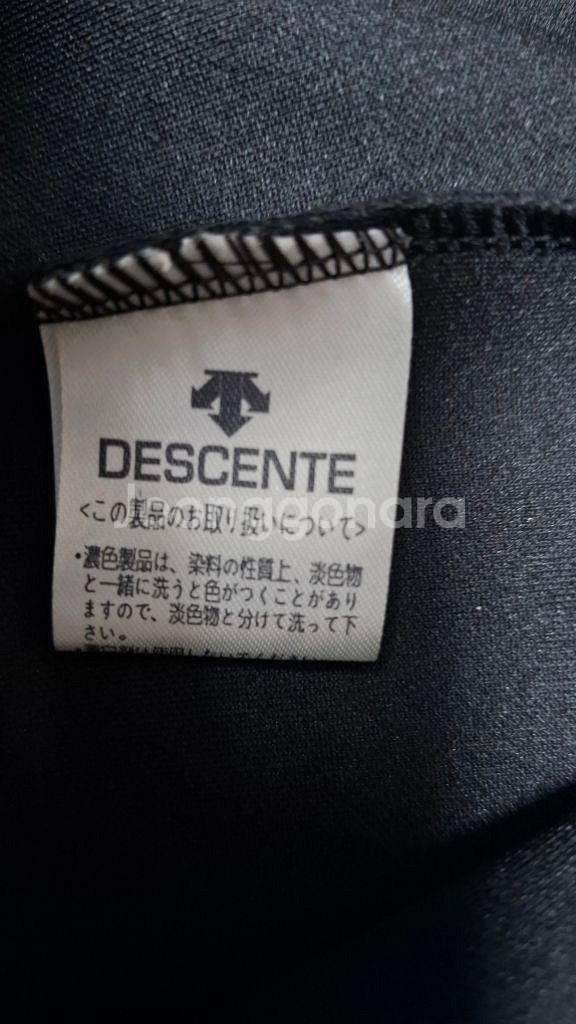 DESCENTE
<この製品のお取り扱いについて>
Joonggonara
・濃色製品は、染料の性質上、淡色物
と一緒に洗うと色がつくことがあり
ますので、淡色物と分けて洗って下
さい。